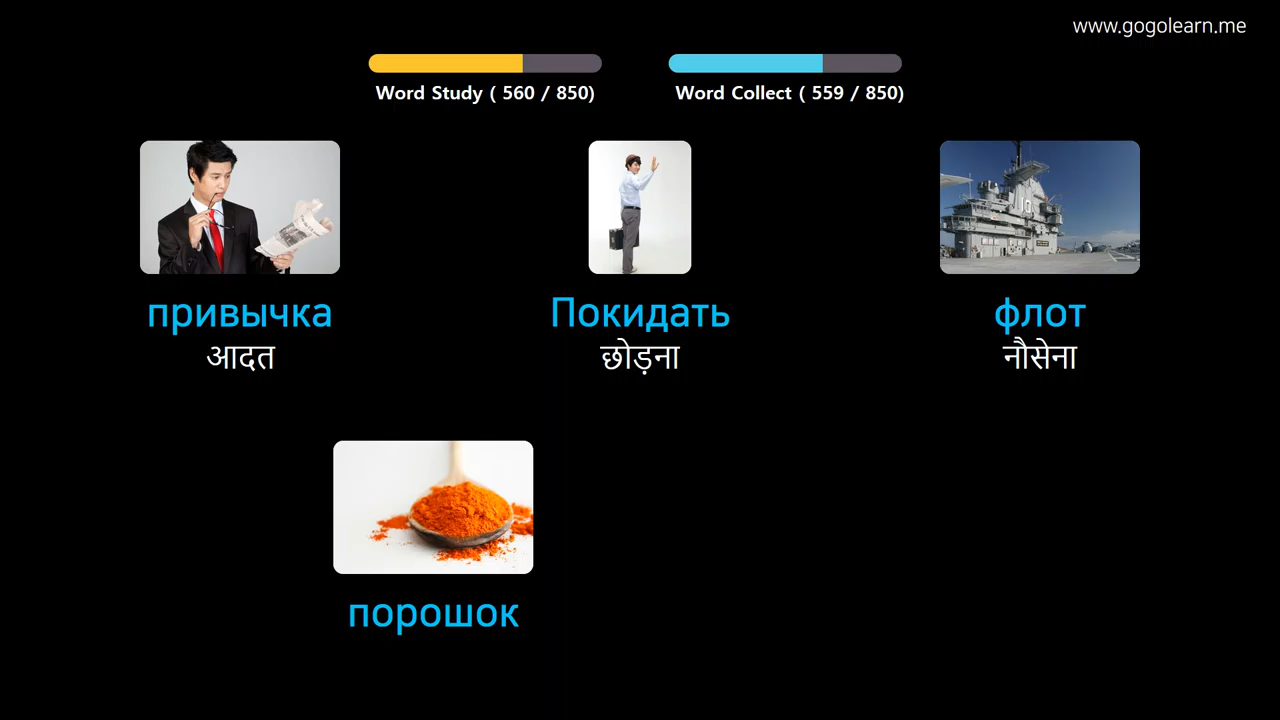 www.gogolearn.me
Word Study ( 560 / 850)
Word Collect ( 559 / 850)
привычка
आदत
Покидать
छोड़ना
флот
नौसेना
порошок